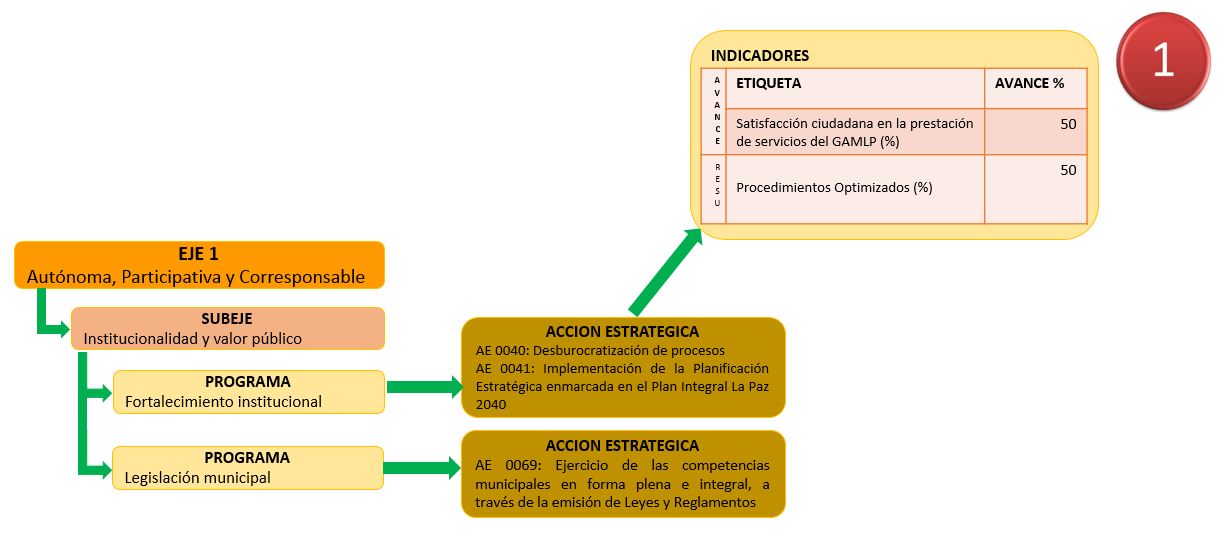 1
INDICADORES
AVANCE
ETIQUETA
AVANCE %
Satisfacción ciudadana en la prestación
de servicios del GAMLP (%)
50
RESU
Procedimientos Optimizados (%)
50
EJE 1
Autónoma, Participativa y Corresponsable
SUBEJE
Institucionalidad y valor público
PROGRAMA
Fortalecimiento institucional
ACCION ESTRATEGICA
AE 0040: Desburocratización de procesos
AE 0041: Implementación de la Planificación
Estratégica enmarcada en el Plan Integral La Paz
2040
PROGRAMA
Legislación municipal
ACCION ESTRATEGICA
AE 0069: Ejercicio de las competencias
municipales en forma plena e integral, a
través de la emisión de Leyes y Reglamentos